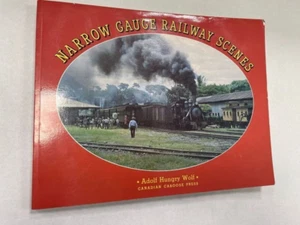 NARROW GAUGE RAILWAY SCENES
• Adolf Hungry Wolf •
CANADIAN CABOOSE PRESS